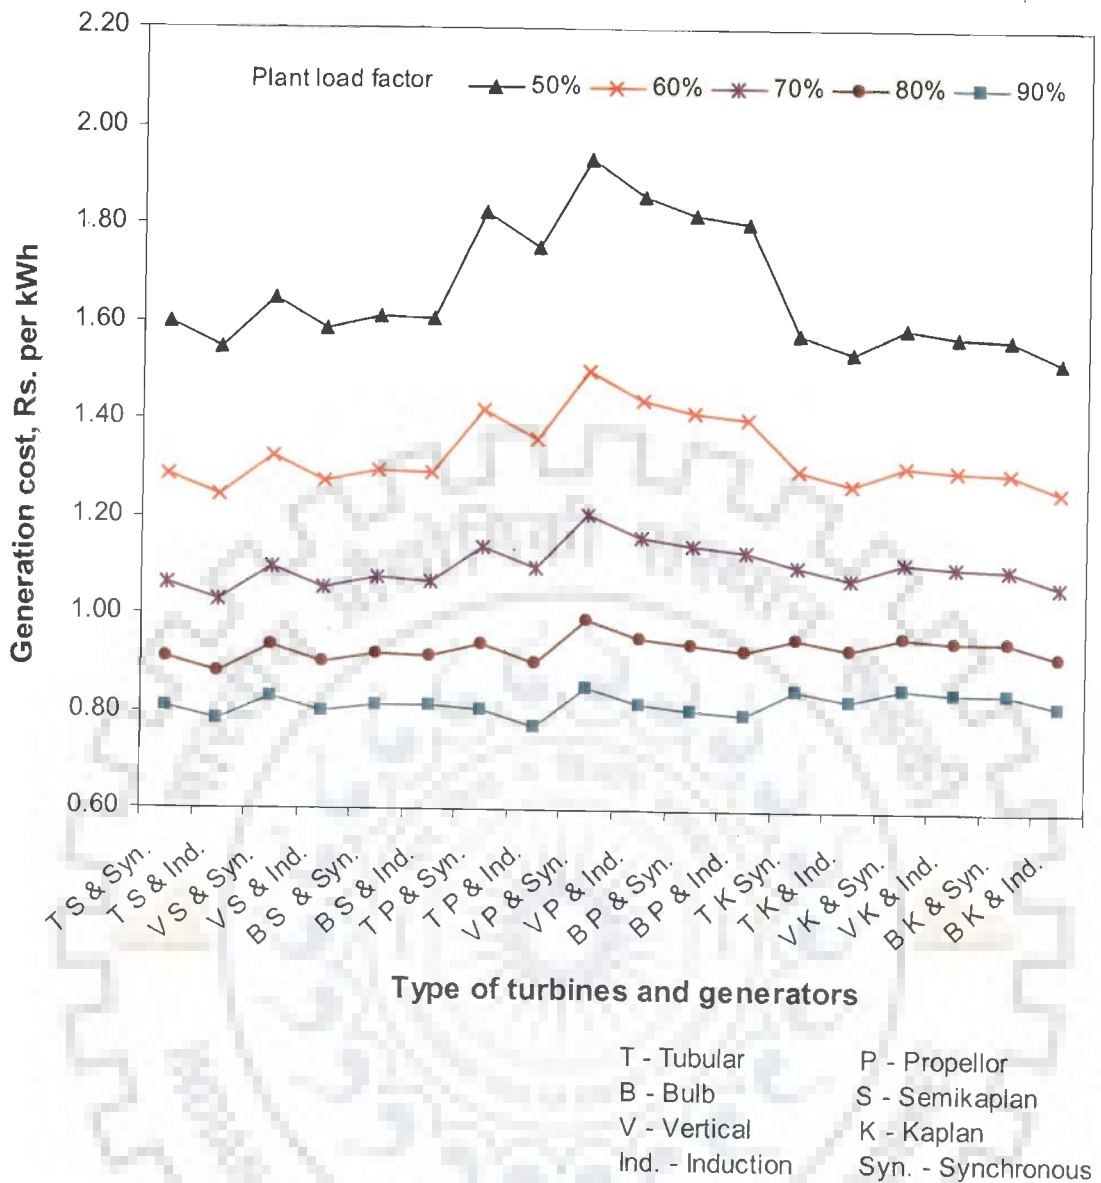 2.20
Plant load factor 50% 60% 70% 80% 90%
2.00
1.80
1.60
1.40
1.20
1.00
0.80
0.60
Generation cost, Rs. per kWh
T S & Syn.
T S & Ind.
V S & Syn.
V S & Ind.
B S & Syn.
B S & Ind.
T P & Syn.
T P & Ind.
V P & Syn.
V P & Ind.
B P & Syn.
B P & Ind.
T K Syn.
T K & Ind.
V K & Syn.
V K & Ind.
B K & Syn.
B K & Ind.
Type of turbines and generators
T - Tubular P - Propellor
B - Bulb S - Semikaplan
V - Vertical K - Kaplan
Ind. - Induction Syn. - Synchronous